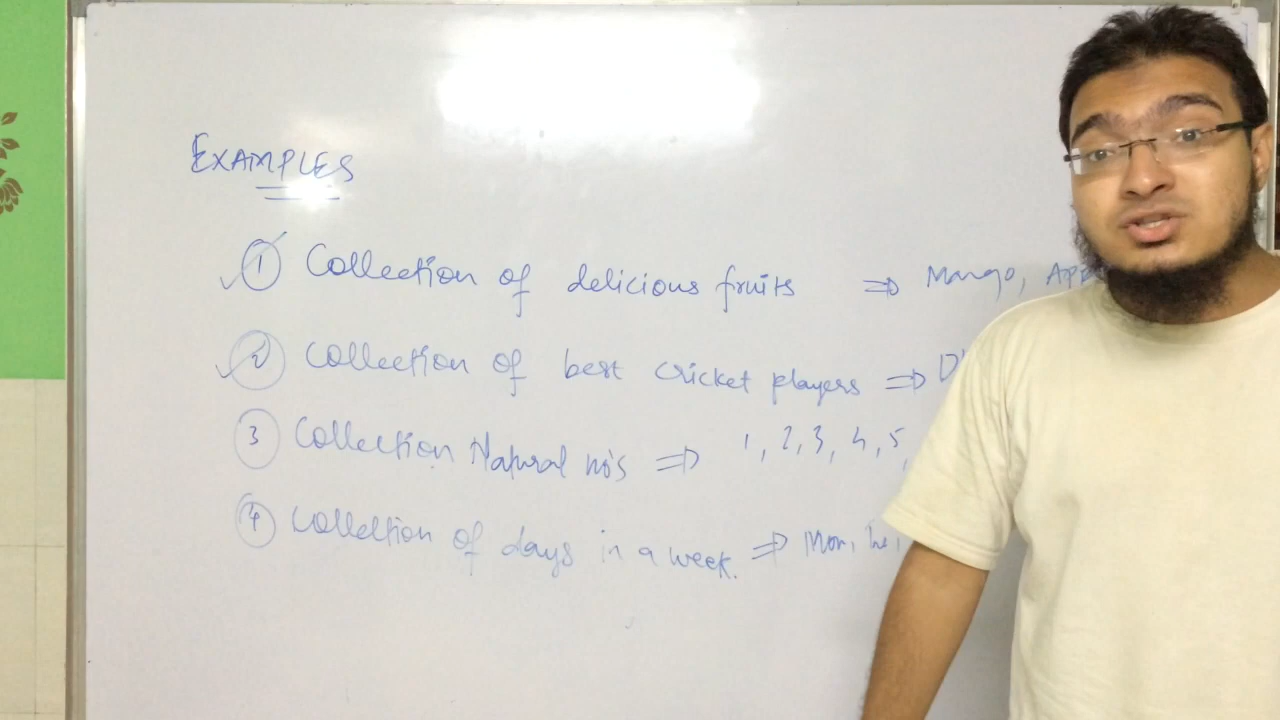 EXAMPLES
1 Collection of delicious fruits ⇒ Mango, App
2 Collection of best cricket players ⇒ D
3 Collection Natural no's ⇒ 1, 2, 3, 4, 5,
4 Collection of days in a week. ⇒ Mon,